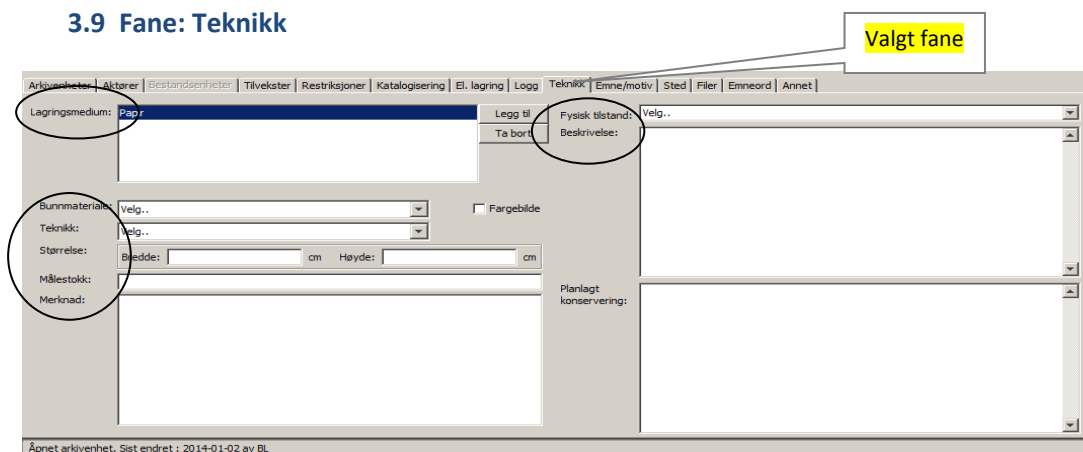 3.9 Fane: Teknikk
Valgt fane
Arkivenheter Aktører Bestandsenheter Tilvekster Restriksjoner Katalogisering El. lagring Logg Teknikk Emne/motiv Sted Filer Emneord Annet
Lagringsmedium: Papir Legg til
Ta bort
Fysisk tilstand: Velg..
Beskrivelse:
Bunnmateriale: Velg.. Fargebilde
Teknikk: Velg..
Størrelse: Bredde: cm Høyde: cm
Målestokk:
Merknad:
Planlagt
konservering:
Åpnet arkivenhet. Sist endret : 2014-01-02 av BL